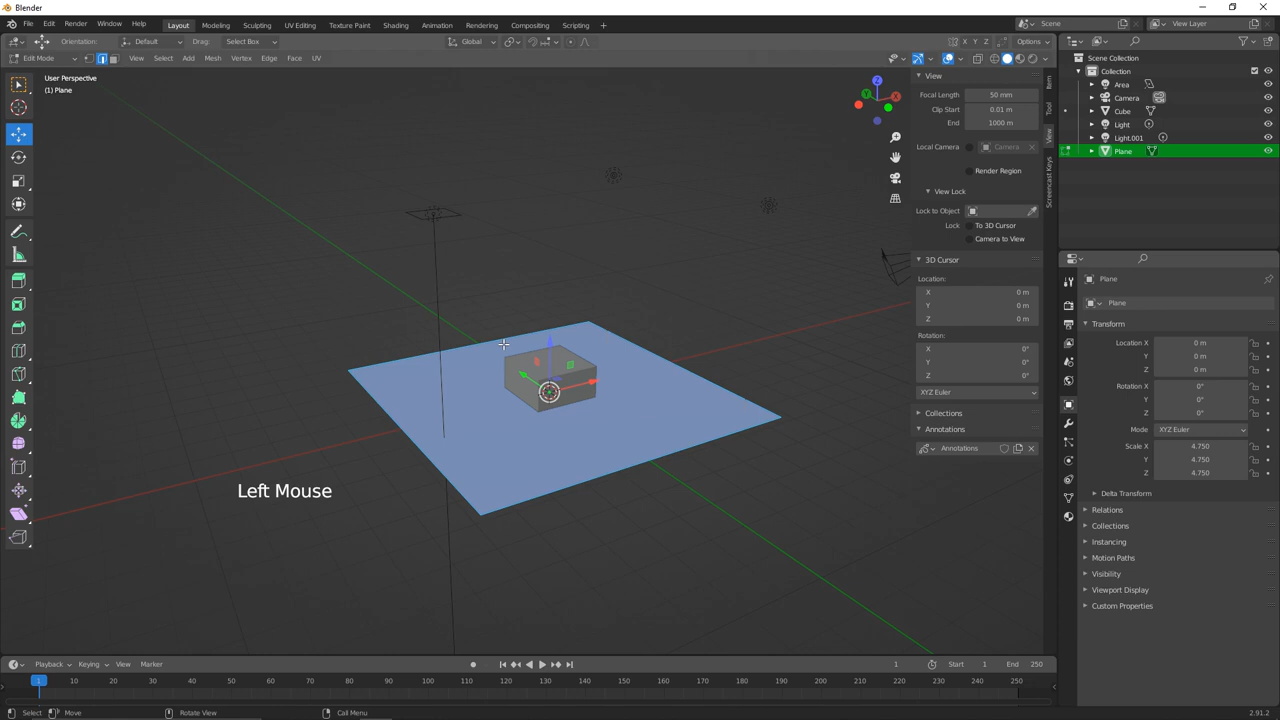 Blender
File Edit Render Window Help Layout Modeling Sculpting UV Editing Texture Paint Shading Animation Rendering Compositing Scripting + Scene View Layer
Orientation: Default Drag: Select Box Global X Y Z Options
Edit Mode View Select Add Mesh Vertex Edge Face UV
User Perspective
(1) Plane
Left Mouse
Z
Y
X
View
Focal Length 50 mm
Clip Start 0.01 m
End 1000 m
Local Camera Camera
Render Region
View Lock
Lock to Object
Lock To 3D Cursor
Camera to View
3D Cursor
Location:
X 0 m
Y 0 m
Z 0 m
Rotation:
X 0°
Y 0°
Z 0°
XYZ Euler
Collections
Annotations
Annotations
Item
Tool
View
Screencast Keys
Scene Collection
Collection
Area
Camera
Cube
Light
Light.001
Plane
Plane
Plane
Transform
Location X 0 m
Y 0 m
Z 0 m
Rotation X 0°
Y 0°
Z 0°
Mode XYZ Euler
Scale X 4.750
Y 4.750
Z 4.750
Delta Transform
Relations
Collections
Instancing
Motion Paths
Visibility
Viewport Display
Custom Properties
Playback Keying View Marker 1 Start 1 End 250
1 10 20 30 40 50 60 70 80 90 100 110 120 130 140 150 160 170 180 190 200 210 220 230 240 250
Select Move Rotate View Call Menu 2.91.2